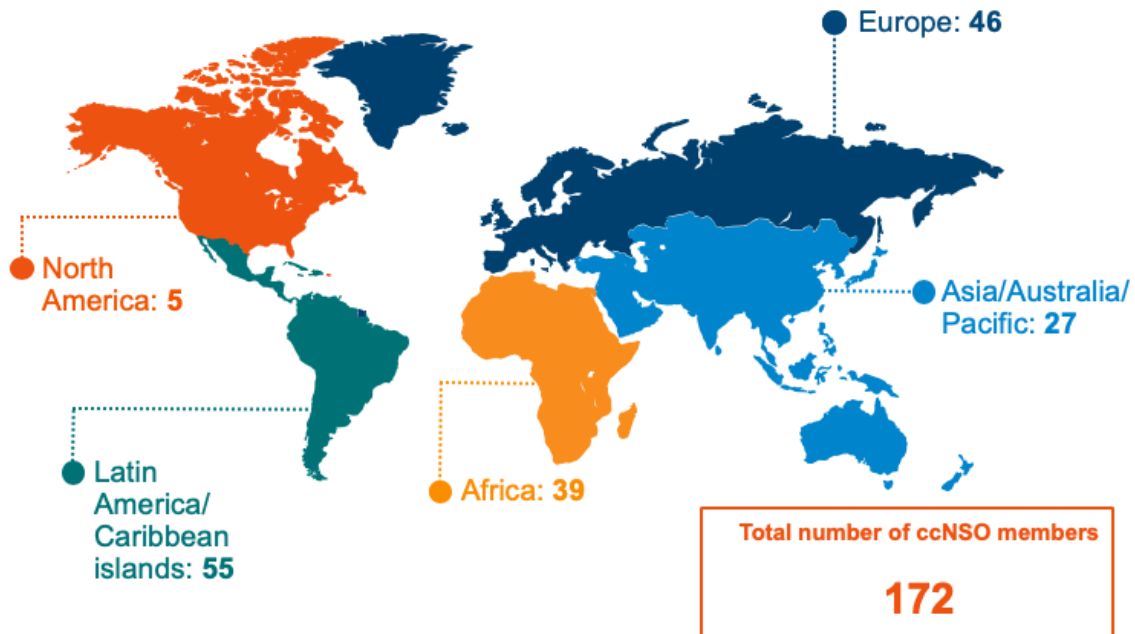 Europe: 46
North
America: 5
Asia/Australia/
Pacific: 27
Latin
America/
Caribbean
islands: 55
Africa: 39
Total number of ccNSO members
172